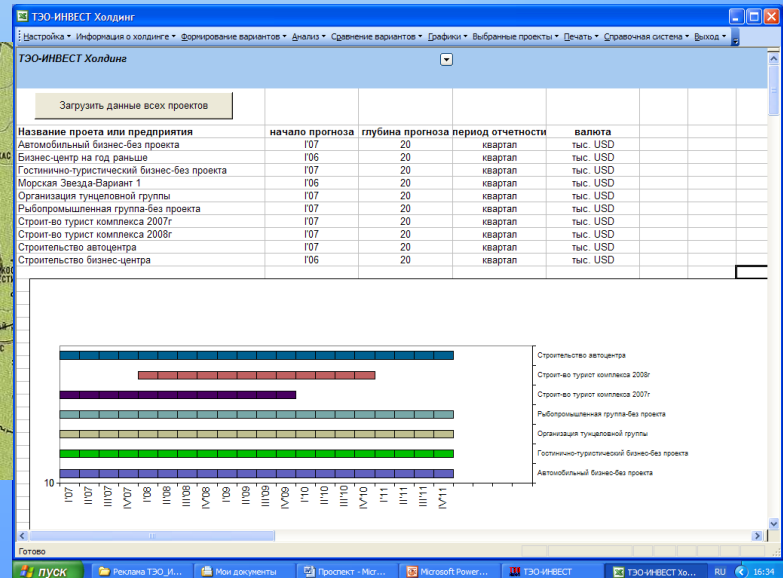 ТЭО-ИНВЕСТ Холдинг
Настройка Информация о холдинге Формирование вариантов Анализ Сравнение вариантов Графики Выбранные проекты Печать Справочная система Выход
ТЭО-ИНВЕСТ Холдинг
Загрузить данные всех проектов
Название проета или предприятия начало прогноза глубина прогноза период отчетности валюта
Автомобильный бизнес-без проекта I'07 20 квартал тыс. USD
Бизнес-центр на год раньше I'06 20 квартал тыс. USD
Гостинично-туристический бизнес-без проекта I'07 20 квартал тыс. USD
Морская Звезда-Вариант 1 I'06 20 квартал тыс. USD
Организация тунцеловной группы I'07 20 квартал тыс. USD
Рыбопромышленная группа-без проекта I'07 20 квартал тыс. USD
Строит-во турист комплекса 2007г I'07 20 квартал тыс. USD
Строит-во турист комплекса 2008г I'07 20 квартал тыс. USD
Строительство автоцентра I'07 20 квартал тыс. USD
Строительство бизнес-центра I'06 20 квартал тыс. USD
Строительство автоцентра
Строит-во турист комплекса 2008г
Строит-во турист комплекса 2007г
Рыбопромышленная группа-без проекта
Организация тунцеловной группы
Гостинично-туристический бизнес-без проекта
Автомобильный бизнес-без проекта
10
I'07 II'07 III'07 IV'07 I'08 II'08 III'08 IV'08 I'09 II'09 III'09 IV'09 I'10 II'10 III'10 IV'10 I'11 II'11 III'11 IV'11
Готово
пуск Реклама ТЭО_И... Мои документы Проспект - Micr... Microsoft Power... ТЭО-ИНВЕСТ ТЭО-ИНВЕСТ Хо... RU 16:34